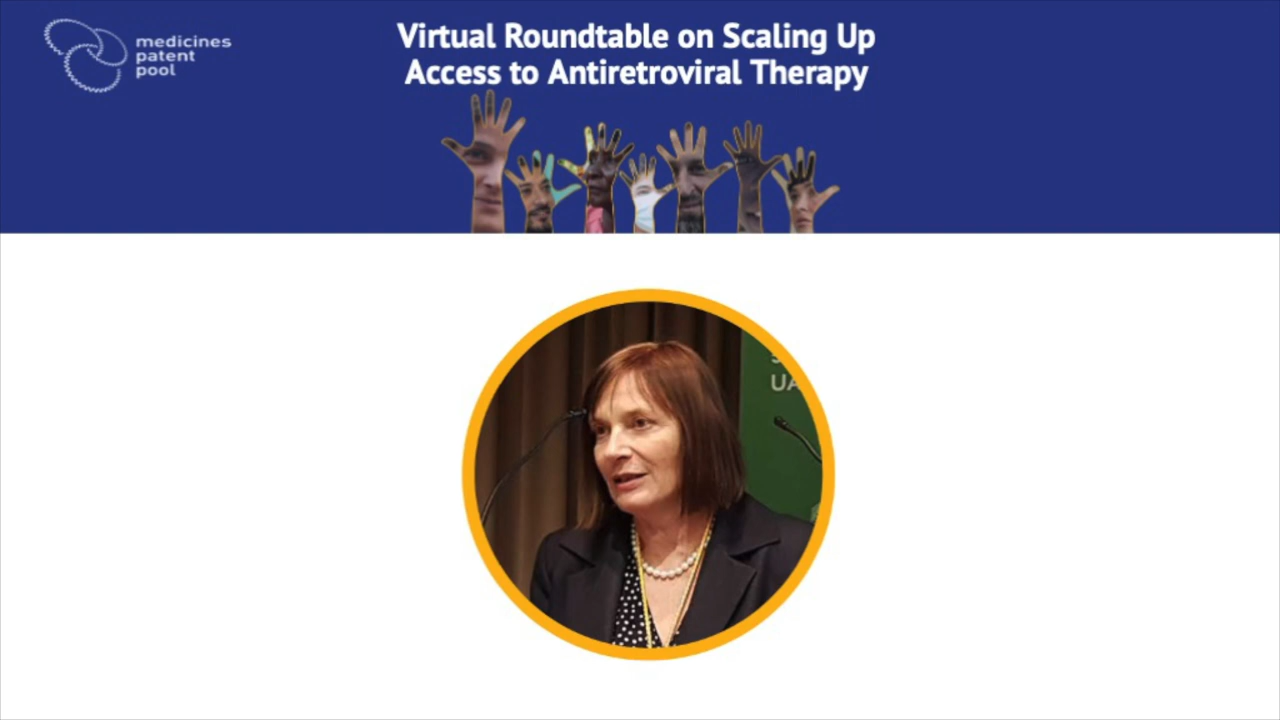 medicines
patent
pool
Virtual Roundtable on Scaling Up
Access to Antiretroviral Therapy